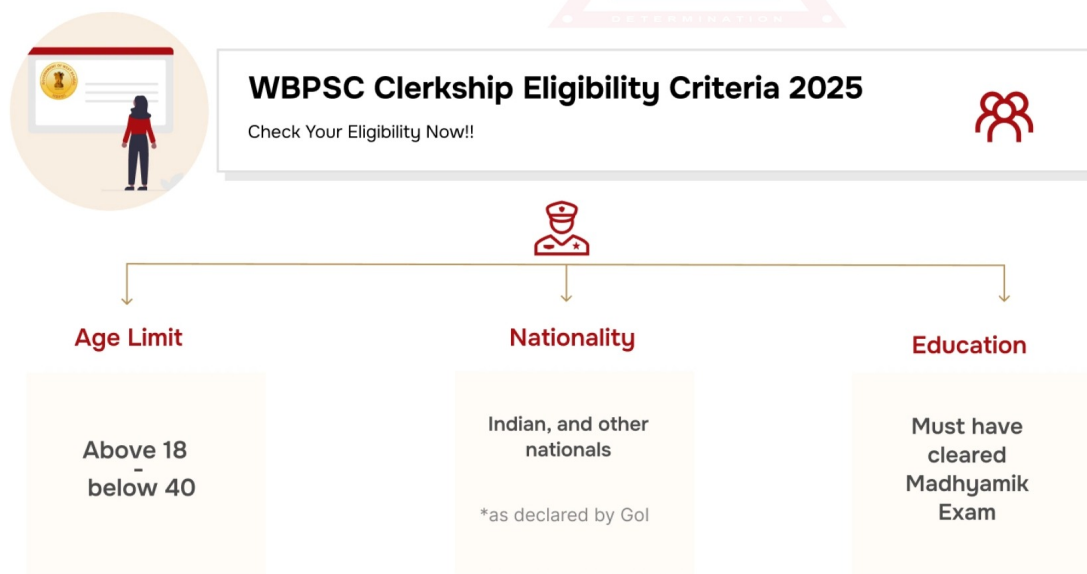 DETERMINATION
WBPSC Clerkship Eligibility Criteria 2025
Check Your Eligibility Now!!
Age Limit
Above 18
-
below 40
Nationality
Indian, and other
nationals
*as declared by GoI
Education
Must have
cleared
Madhyamik
Exam